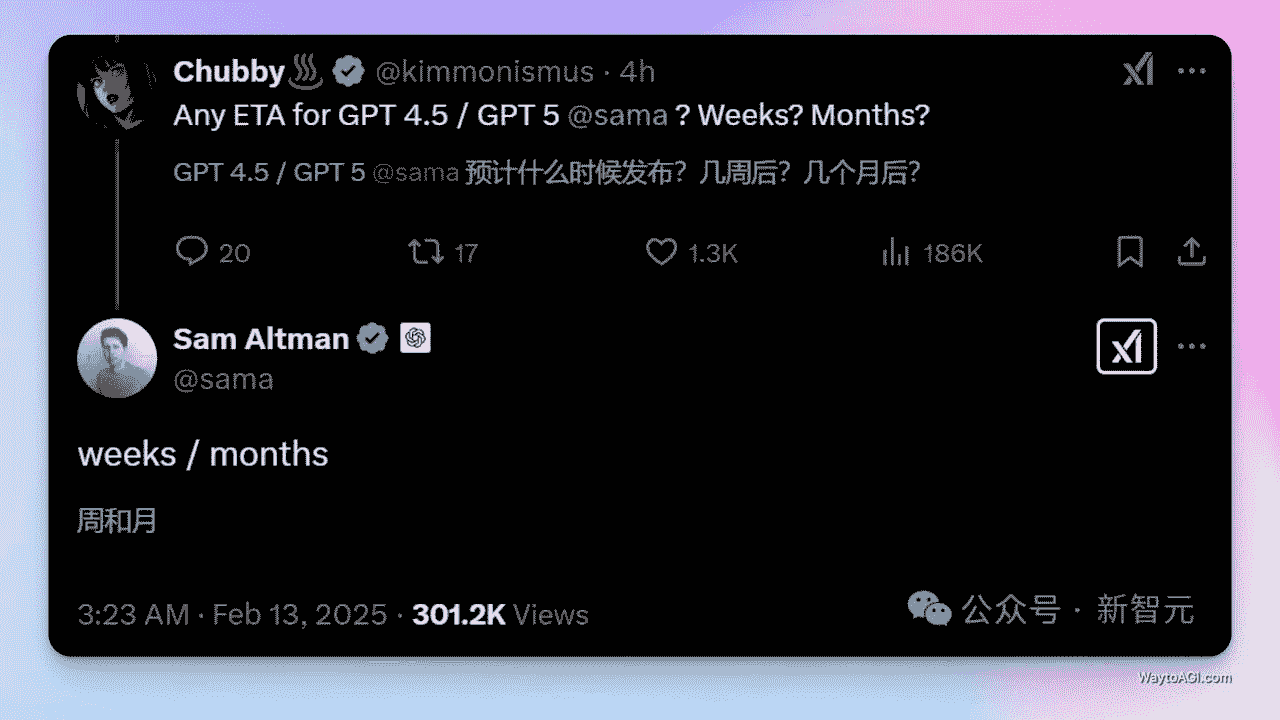 Chubby♨️ @kimmonismus · 4h
Any ETA for GPT 4.5 / GPT 5 @sama ? Weeks? Months?
GPT 4.5 / GPT 5 @sama 预计什么时候发布？几周后？几个月后？
20 17 1.3K 186K
Sam Altman
@sama
weeks / months
周和月
3:23 AM · Feb 13, 2025 · 301.2K Views
公众号 · 新智元
WaytoAGI.com